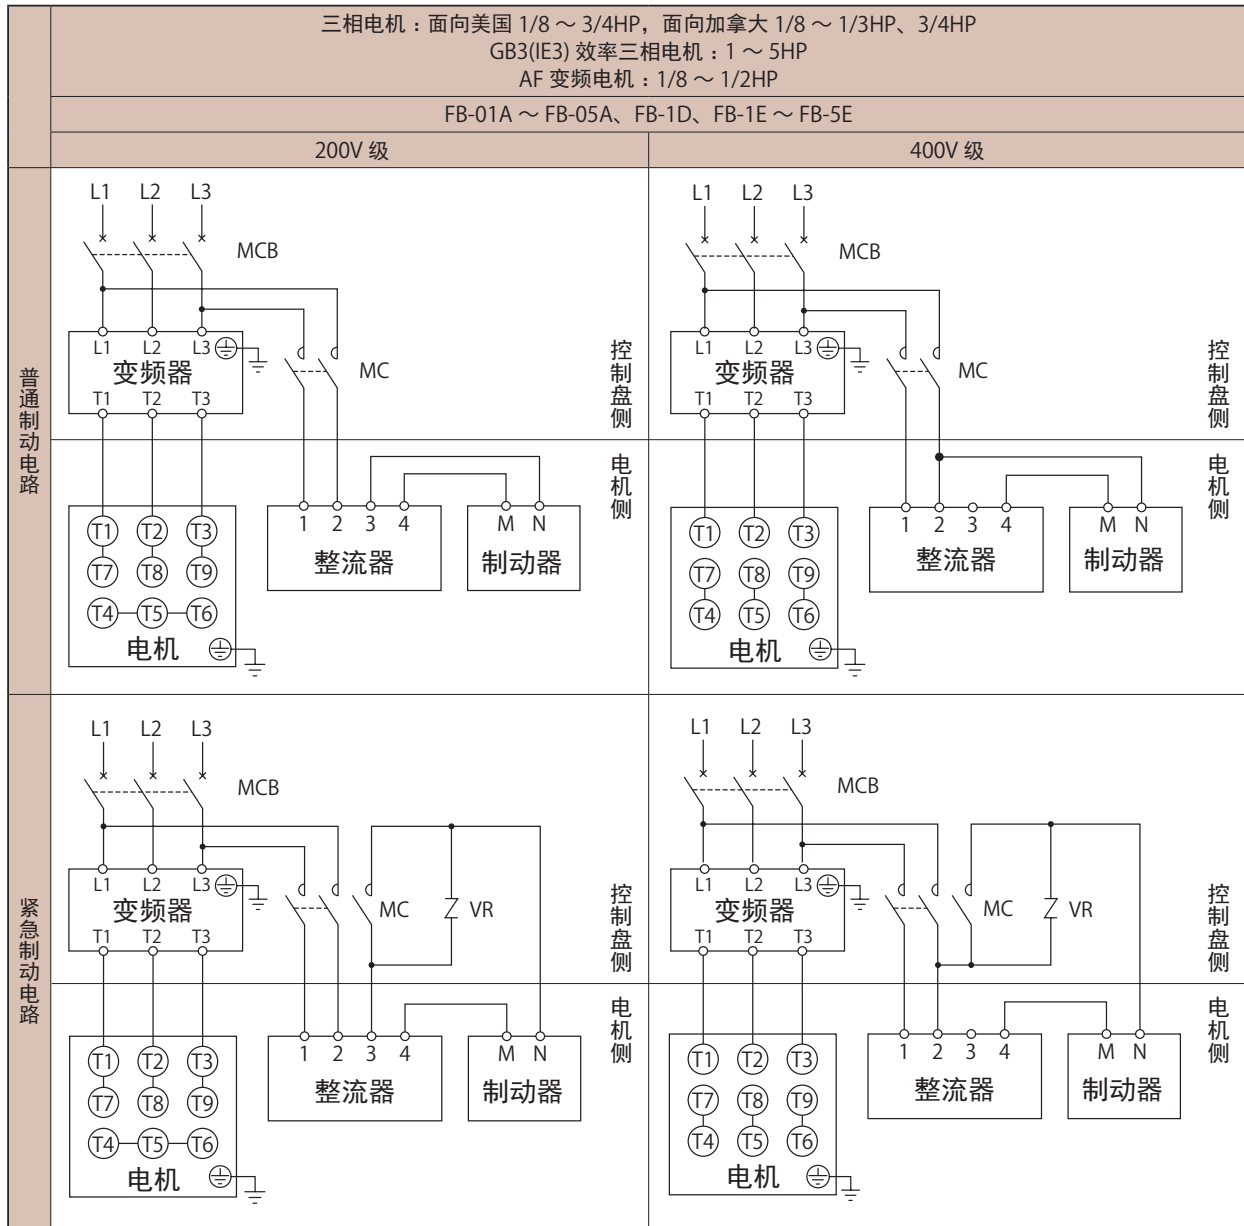 三相电机：面向美国 1/8 ～ 3/4HP，面向加拿大 1/8 ～ 1/3HP、3/4HP
GB3(IE3) 效率三相电机：1 ～ 5HP
AF 变频电机：1/8 ～ 1/2HP
FB-01A ～ FB-05A、FB-1D、FB-1E ～ FB-5E
200V 级
400V 级
普通制动电路
L1 L2 L3
MCB
L1 L2 L3
变频器
T1 T2 T3
MC
控制盘侧
电机侧
1 2 3 4
整流器
M N
制动器
T1 T2 T3
T7 T8 T9
T4 T5 T6
电机
L1 L2 L3
MCB
L1 L2 L3
变频器
T1 T2 T3
MC
控制盘侧
电机侧
1 2 3 4
整流器
M N
制动器
T1 T2 T3
T7 T8 T9
T4 T5 T6
电机
紧急制动电路
L1 L2 L3
MCB
L1 L2 L3
变频器
T1 T2 T3
MC
VR
控制盘侧
电机侧
1 2 3 4
整流器
M N
制动器
T1 T2 T3
T7 T8 T9
T4 T5 T6
电机
L1 L2 L3
MCB
L1 L2 L3
变频器
T1 T2 T3
MC
VR
控制盘侧
电机侧
1 2 3 4
整流器
M N
制动器
T1 T2 T3
T7 T8 T9
T4 T5 T6
电机